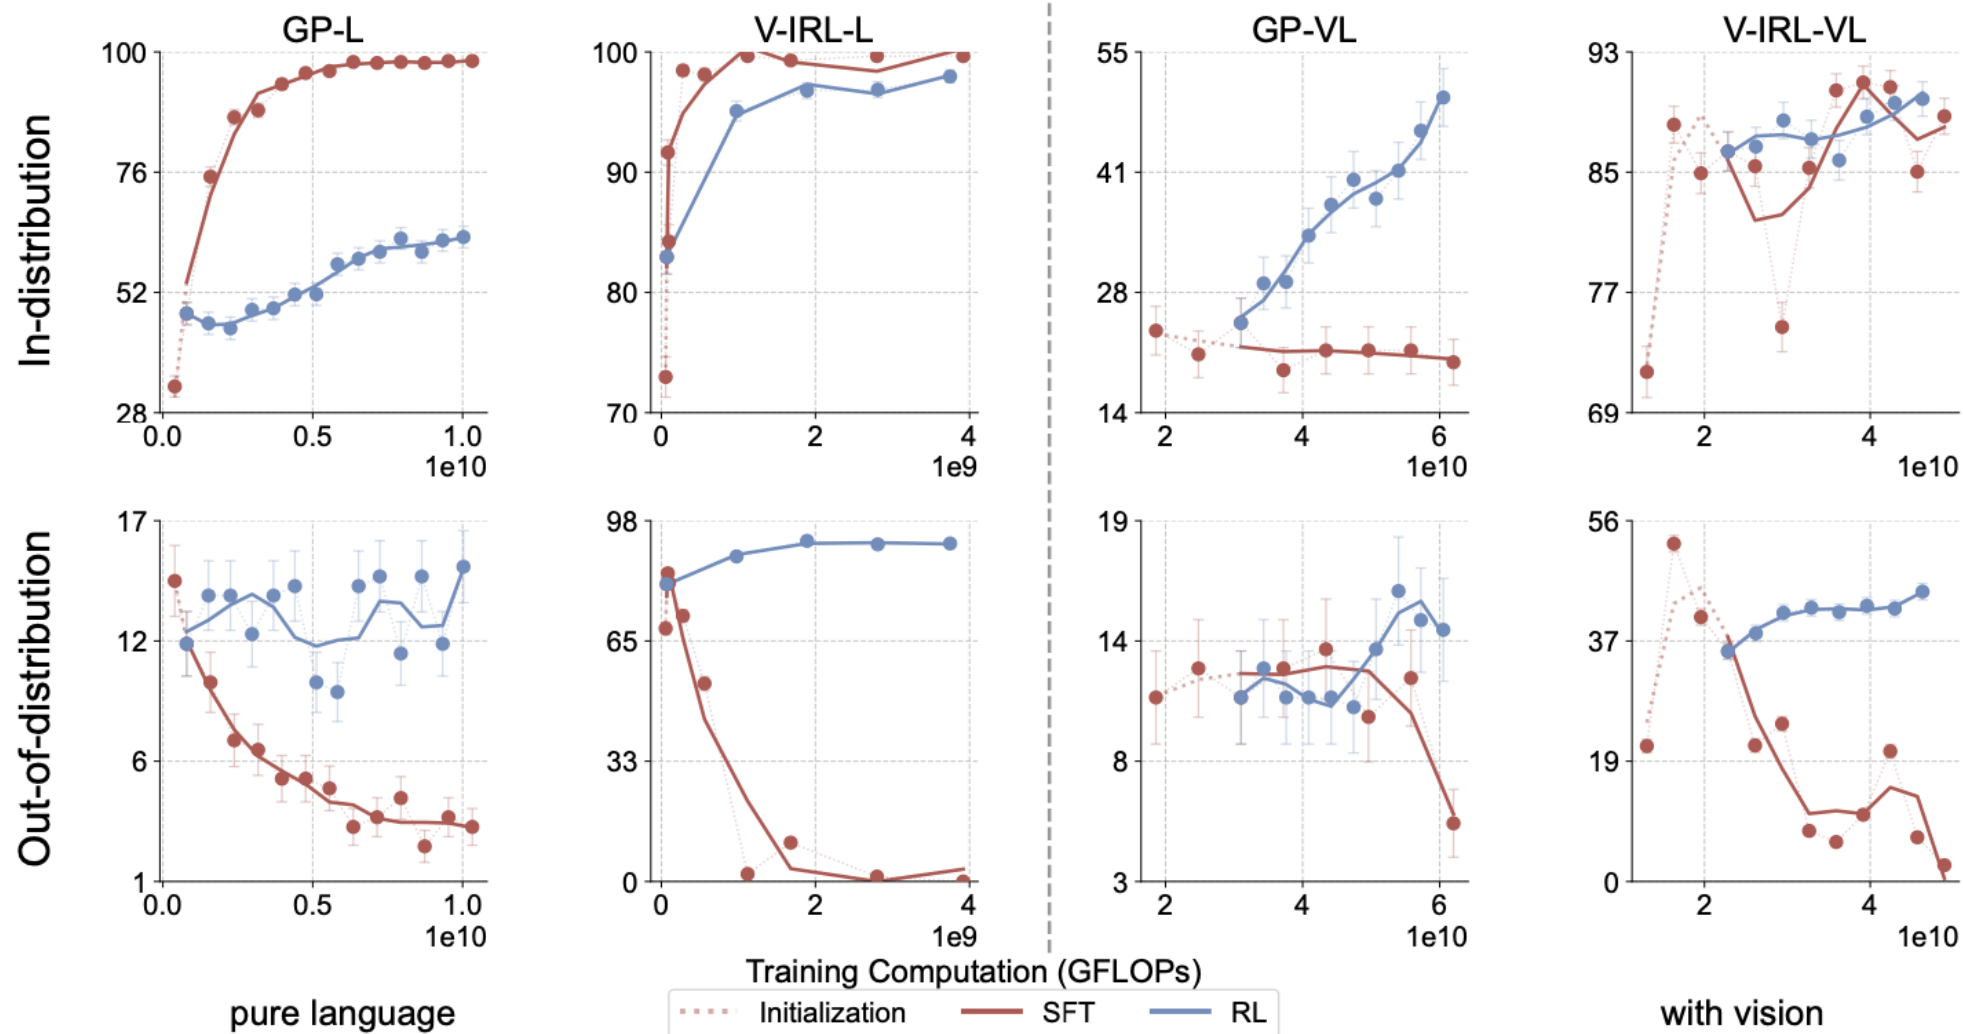 GP-L
V-IRL-L
GP-VL
V-IRL-VL
In-distribution
100
76
52
28
0.0
0.5
1.0
1e10
100
90
80
70
0
2
4
1e9
55
41
28
14
2
4
6
1e10
93
85
77
69
2
4
1e10
Out-of-distribution
17
12
6
1
0.0
0.5
1.0
1e10
98
65
33
0
0
2
4
1e9
19
14
8
3
2
4
6
1e10
56
37
19
0
2
4
1e10
Training Computation (GFLOPs)
pure language
Initialization
SFT
RL
with vision